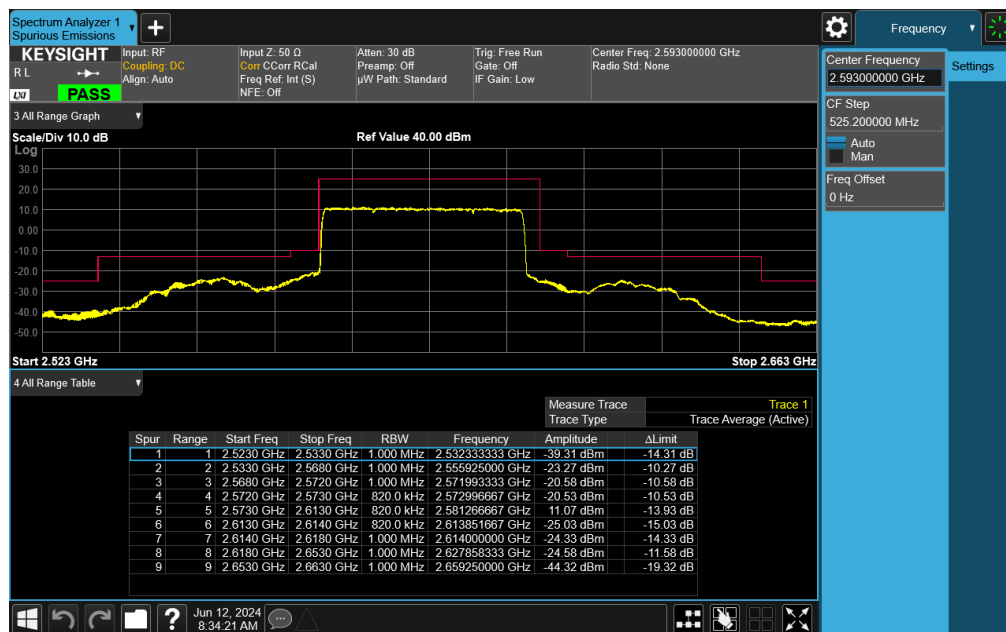 Spectrum Analyzer 1
Spurious Emissions
Frequency
KEYSIGHT
R L
LXI
PASS
Input: RF
Coupling: DC
Align: Auto
Input Z: 50 Ω
Corr CCorr RCal
Freq Ref: Int (S)
NFE: Off
Atten: 30 dB
Preamp: Off
µW Path: Standard
Trig: Free Run
Gate: Off
IF Gain: Low
Center Freq: 2.593000000 GHz
Radio Std: None
Center Frequency
2.593000000 GHz
Settings
CF Step
525.200000 MHz
Auto
Man
Freq Offset
0 Hz
3 All Range Graph
Scale/Div 10.0 dB
Ref Value 40.00 dBm
Log
30.0
20.0
10.0
0.00
-10.0
-20.0
-30.0
-40.0
-50.0
Start 2.523 GHz
Stop 2.663 GHz
4 All Range Table
Measure Trace Trace 1
Trace Type Trace Average (Active)
Spur Range Start Freq Stop Freq RBW Frequency Amplitude ΔLimit
1 1 2.5230 GHz 2.5330 GHz 1.000 MHz 2.532333333 GHz -39.31 dBm -14.31 dB
2 2 2.5330 GHz 2.5680 GHz 1.000 MHz 2.555925000 GHz -23.27 dBm -10.27 dB
3 3 2.5680 GHz 2.5720 GHz 1.000 MHz 2.571993333 GHz -20.58 dBm -10.58 dB
4 4 2.5720 GHz 2.5730 GHz 820.0 kHz 2.572996667 GHz -20.53 dBm -10.53 dB
5 5 2.5730 GHz 2.6130 GHz 820.0 kHz 2.581266667 GHz 11.07 dBm -13.93 dB
6 6 2.6130 GHz 2.6140 GHz 820.0 kHz 2.613851667 GHz -25.03 dBm -15.03 dB
7 7 2.6140 GHz 2.6180 GHz 1.000 MHz 2.614000000 GHz -24.33 dBm -14.33 dB
8 8 2.6180 GHz 2.6530 GHz 1.000 MHz 2.627858333 GHz -24.58 dBm -11.58 dB
9 9 2.6530 GHz 2.6630 GHz 1.000 MHz 2.659250000 GHz -44.32 dBm -19.32 dB
Jun 12, 2024
8:34:21 AM